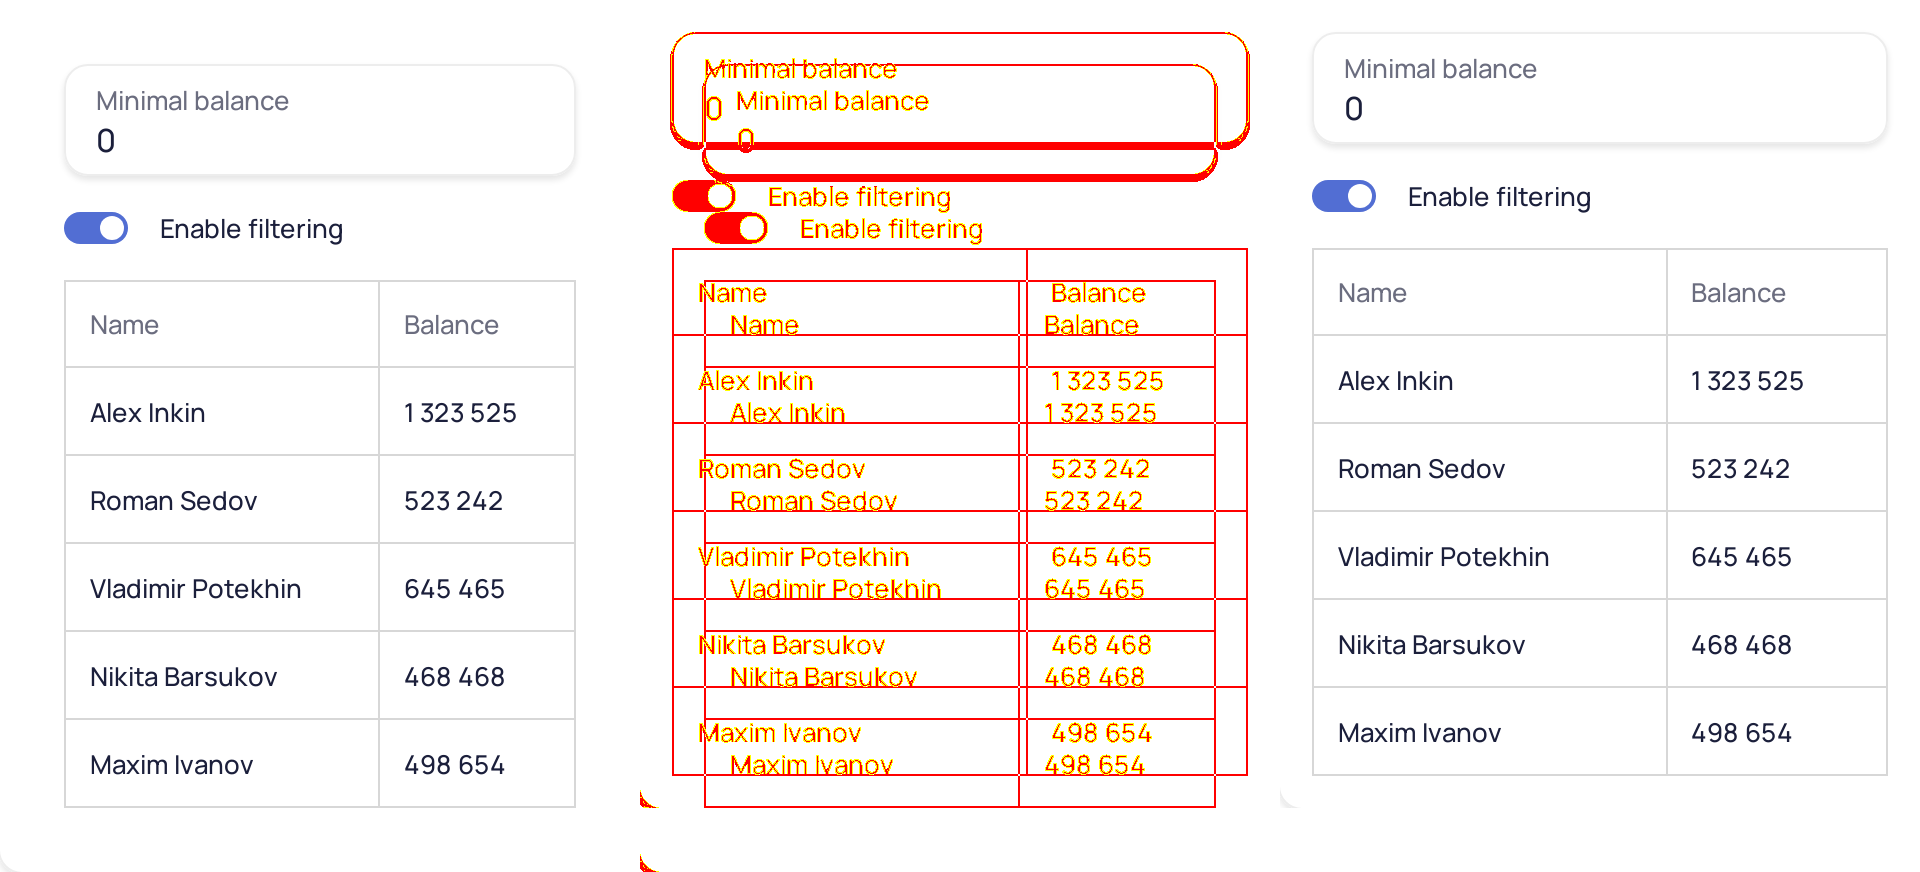 Minimal balance
0
Enable filtering
Name Balance
Alex Inkin 1 323 525
Roman Sedov 523 242
Vladimir Potekhin 645 465
Nikita Barsukov 468 468
Maxim Ivanov 498 654
Minimal balance
0 Minimal balance
0
Enable filtering
Enable filtering
Name Balance
Name Balance
Alex Inkin 1 323 525
Alex Inkin 1 323 525
Roman Sedov 523 242
Roman Sedov 523 242
Vladimir Potekhin 645 465
Vladimir Potekhin 645 465
Nikita Barsukov 468 468
Nikita Barsukov 468 468
Maxim Ivanov 498 654
Maxim Ivanov 498 654
Minimal balance
0
Enable filtering
Name Balance
Alex Inkin 1 323 525
Roman Sedov 523 242
Vladimir Potekhin 645 465
Nikita Barsukov 468 468
Maxim Ivanov 498 654